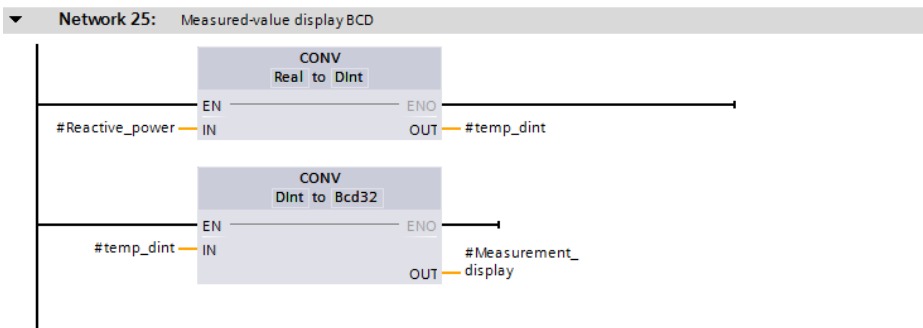 Network 25: Measured-value display BCD
CONV
Real to DInt
EN ENO
#Reactive_power IN OUT #temp_dint
CONV
DInt to Bcd32
EN ENO
#temp_dint IN
#Measurement_
OUT display